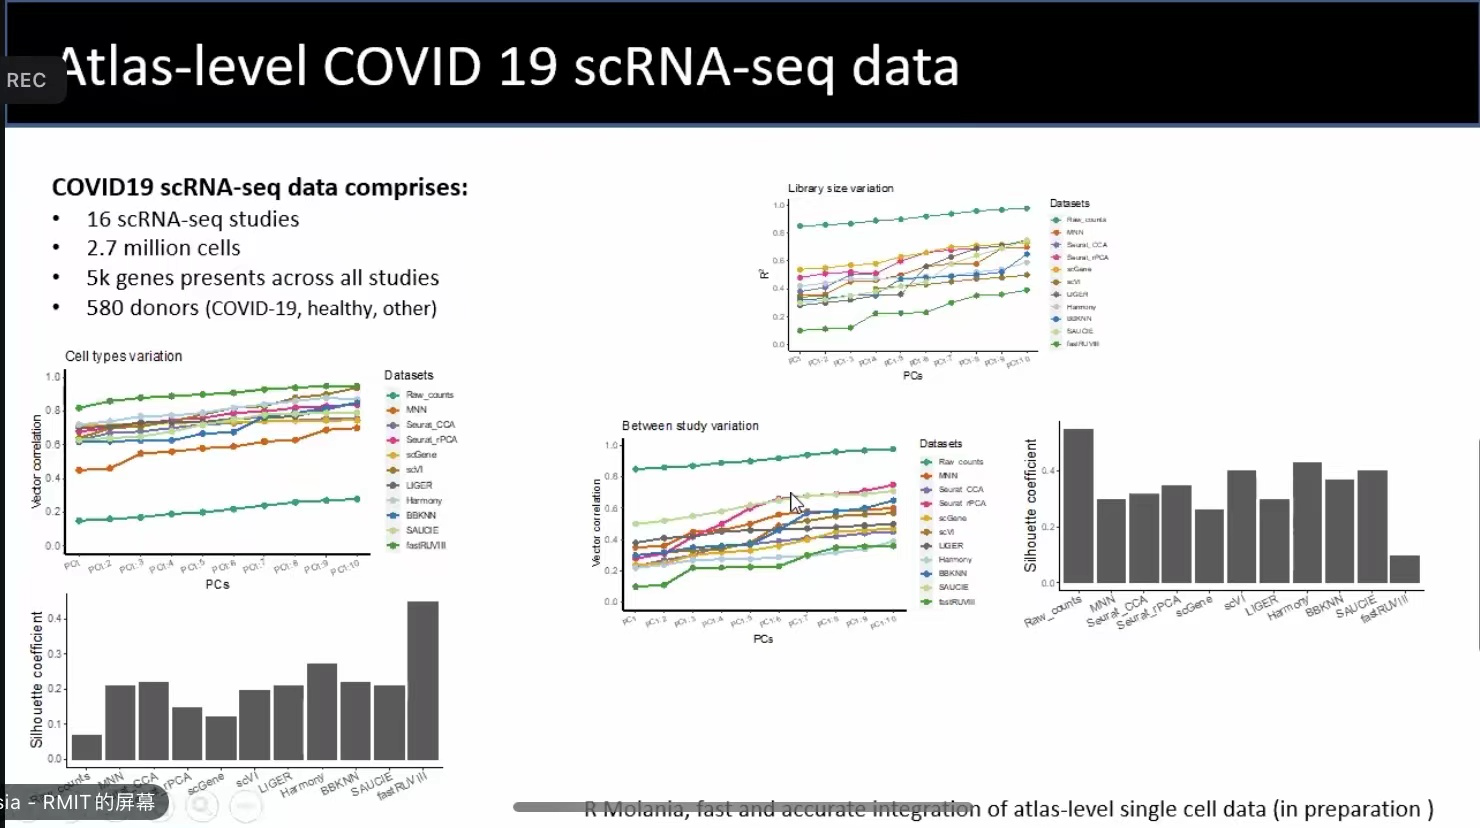 Atlas-level COVID 19 scRNA-seq data
REC
COVID19 scRNA-seq data comprises:
• 16 scRNA-seq studies
• 2.7 million cells
• 5k genes presents across all studies
• 580 donors (COVID-19, healthy, other)
Cell types variation
Vector correlation
1.0
0.8
0.6
0.4
0.2
0.0
PC1
PC1:2
PC1:3
PC1:4
PC1:5
PC1:6
PC1:7
PC1:8
PC1:9
PC1:10
PCs
Datasets
Raw_counts
MNN
Seurat_CCA
Seurat_rPCA
scGene
scVI
LIGER
Harmony
BBKNN
SAUCIE
fastRUVIII
Silhouette coefficient
0.4
0.3
0.2
0.1
0.0
MNN
rPCA
scGene
scVI
LIGER
Harmony
BBKNN
SAUCIE
fastRUVIII
Library size variation
R²
1.0
0.8
0.6
0.4
0.2
0.0
PC1
PC1:2
PC1:3
PC1:4
PC1:5
PC1:6
PC1:7
PC1:8
PC1:9
PC1:10
PCs
Datasets
Raw_counts
MNN
Seurat_CCA
Seurat_rPCA
scGene
scVI
LIGER
Harmony
BBKNN
SAUCIE
fastRUVIII
Between study variation
Vector correlation
1.0
0.8
0.6
0.4
0.2
0.0
PC1
PC1:2
PC1:3
PC1:4
PC1:5
PC1:6
PC1:7
PC1:8
PC1:9
PC1:10
PCs
Datasets
Raw counts
MNN
Seurat CCA
Seurat rPCA
scGene
scVI
LIGER
Harmony
BBKNN
SAUCIE
fastRUVIII
Silhouette coefficient
0.4
0.2
0.0
Raw_counts
MNN
Seurat_CCA
Seurat_rPCA
scGene
scVI
LIGER
Harmony
BBKNN
SAUCIE
fastRUVIII
sia - RMIT的屏幕
R Molania, fast and accurate integration of atlas-level single cell data (in preparation )